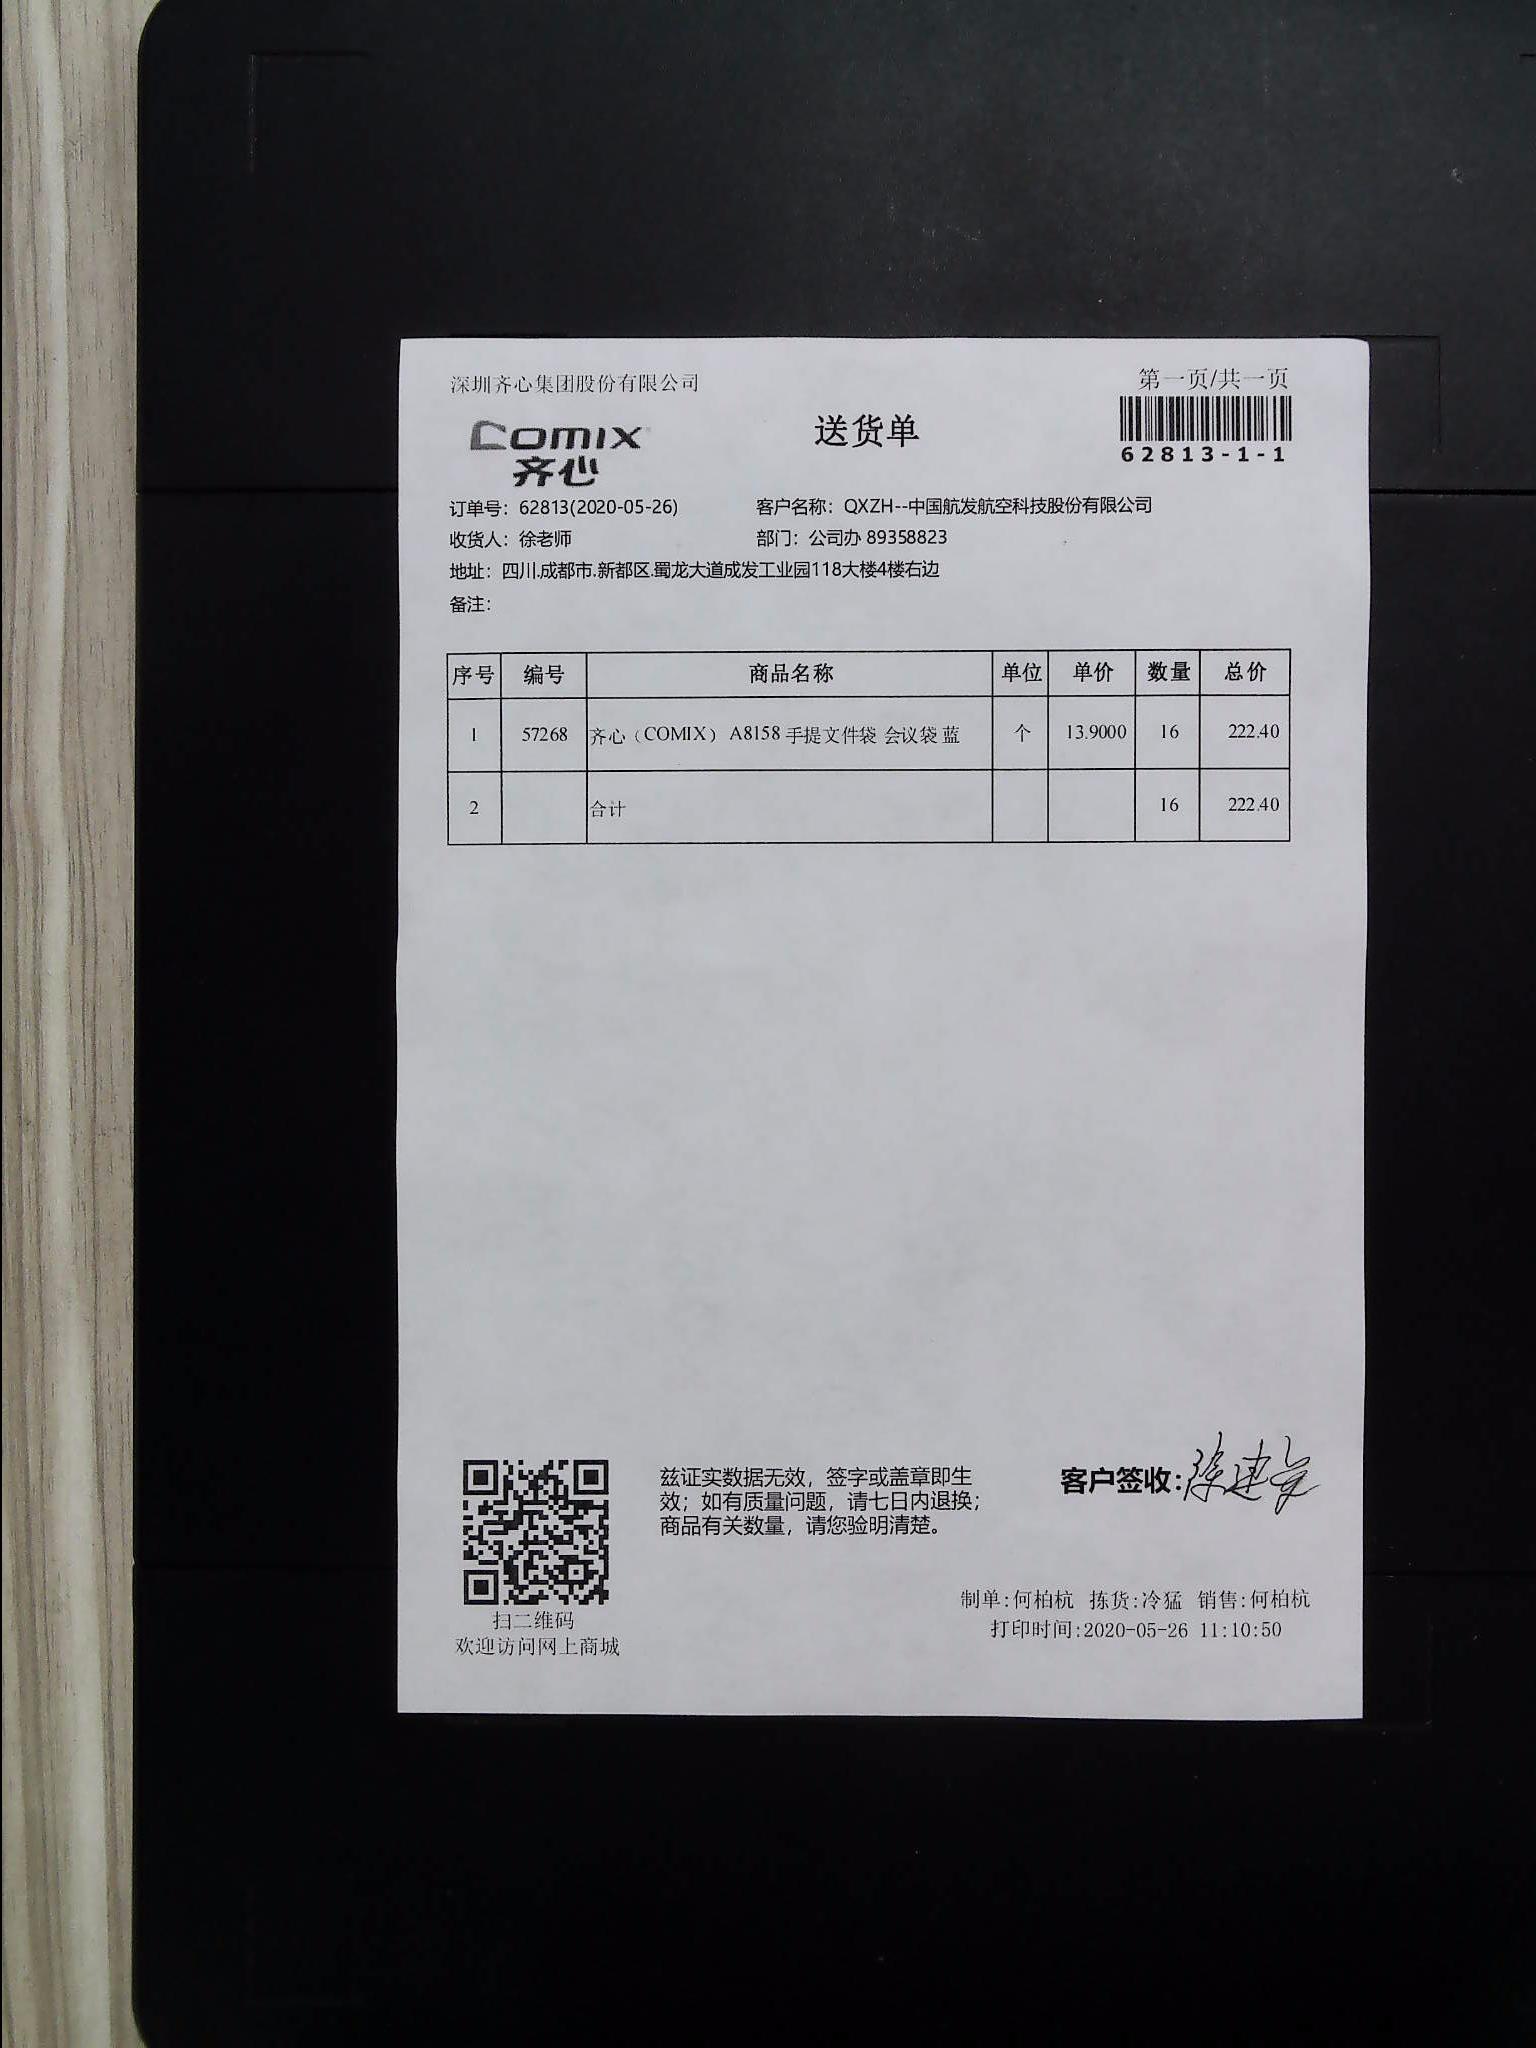 深圳齐心集团股份有限公司
第一页/共一页
comix
齐心
送货单
62813-1-1
订单号：62813(2020-05-26) 客户名称：QXZH--中国航发航空科技股份有限公司
收货人：徐老师 部门：公司办 89358823
地址：四川.成都市.新都区.蜀龙大道成发工业园118大楼4楼右边
备注：
序号 编号 商品名称 单位 单价 数量 总价
1 57268 齐心（COMIX） A8158 手提文件袋 会议袋 蓝 个 13.9000 16 222.40
2 合计 16 222.40
兹证实数据无效，签字或盖章即生
效；如有质量问题，请七日内退换；
商品有关数量，请您验明清楚。
客户签收:
扫二维码
欢迎访问网上商城
制单:何柏杭 拣货:冷猛 销售:何柏杭
打印时间:2020-05-26 11:10:50